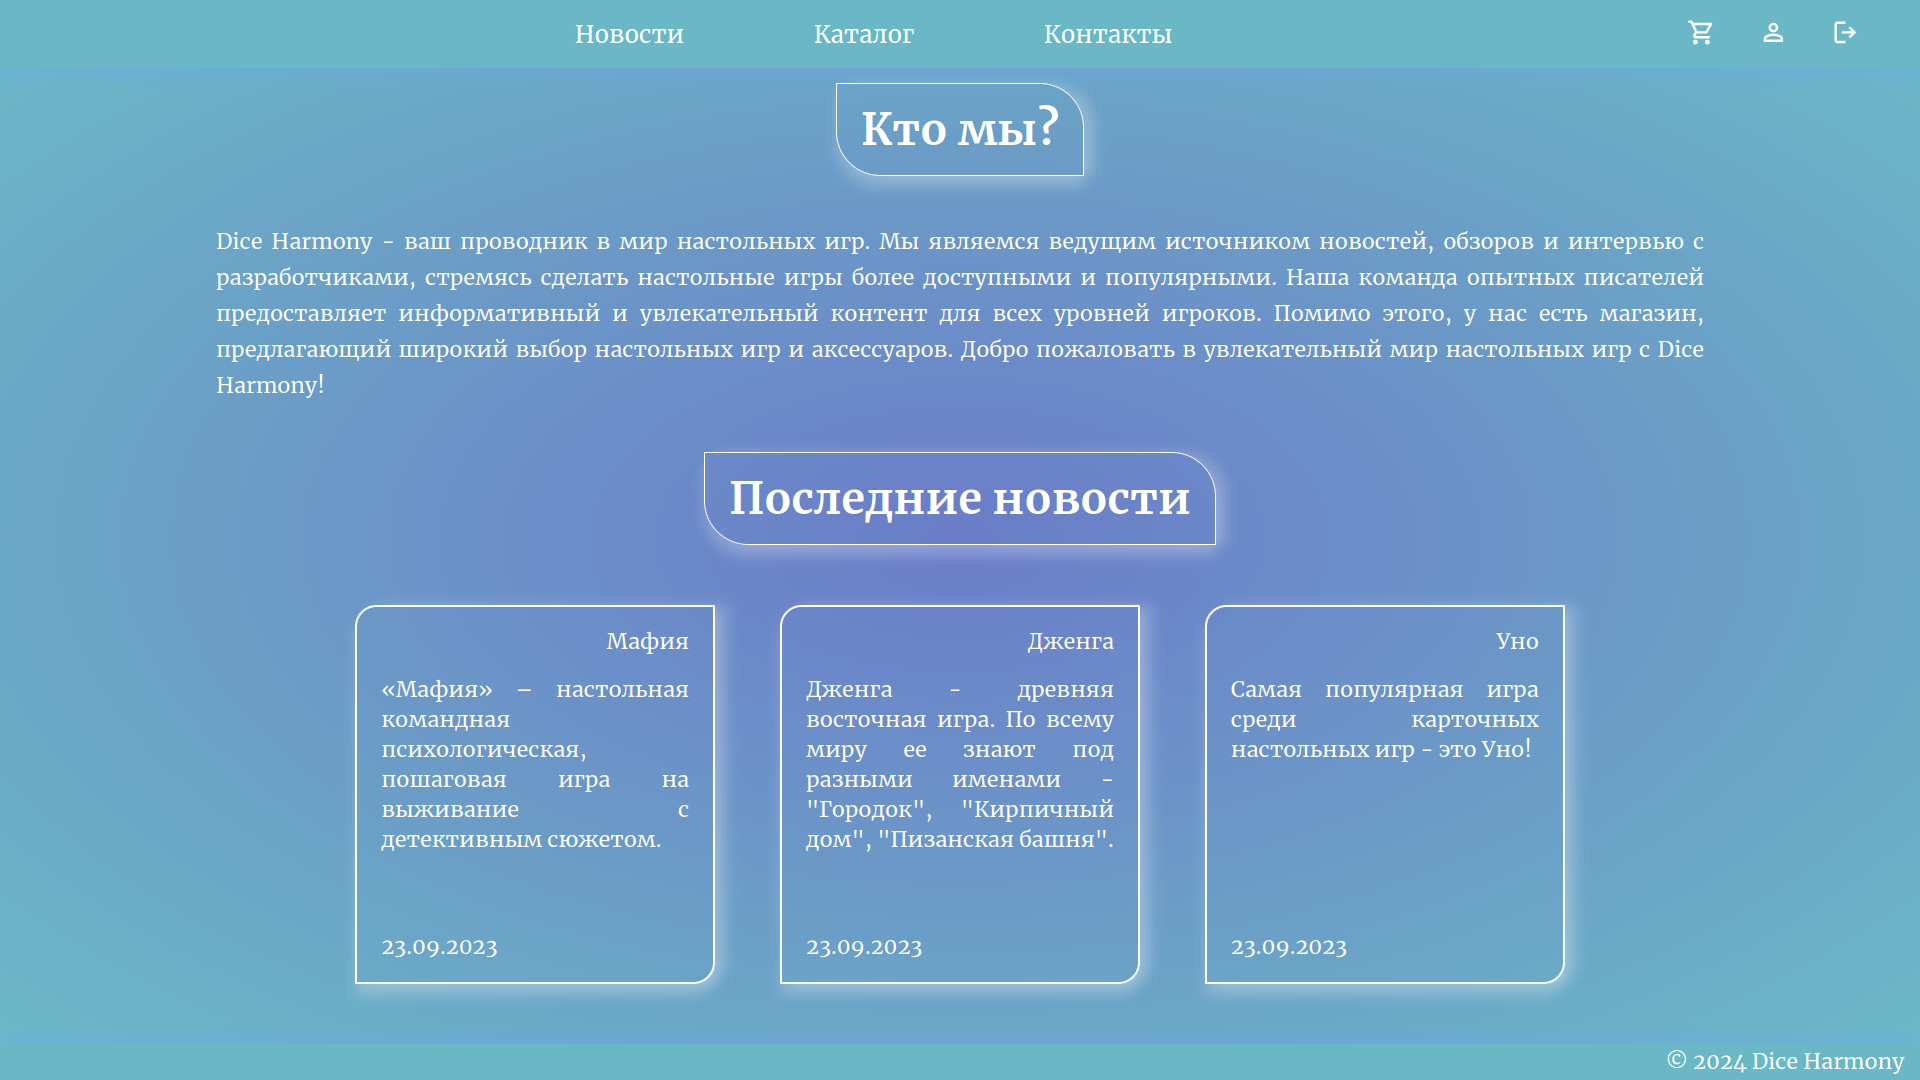 Новости Каталог Контакты
Кто мы?
Dice Harmony - ваш проводник в мир настольных игр. Мы являемся ведущим источником новостей, обзоров и интервью с
разработчиками, стремясь сделать настольные игры более доступными и популярными. Наша команда опытных писателей
предоставляет информативный и увлекательный контент для всех уровней игроков. Помимо этого, у нас есть магазин,
предлагающий широкий выбор настольных игр и аксессуаров. Добро пожаловать в увлекательный мир настольных игр с Dice
Harmony!
Последние новости
Мафия
«Мафия» – настольная
командная
психологическая,
пошаговая игра на
выживание с
детективным сюжетом.
23.09.2023
Дженга
Дженга - древняя
восточная игра. По всему
миру ее знают под
разными именами -
"Городок", "Кирпичный
дом", "Пизанская башня".
23.09.2023
Уно
Самая популярная игра
среди карточных
настольных игр - это Уно!
23.09.2023
© 2024 Dice Harmony